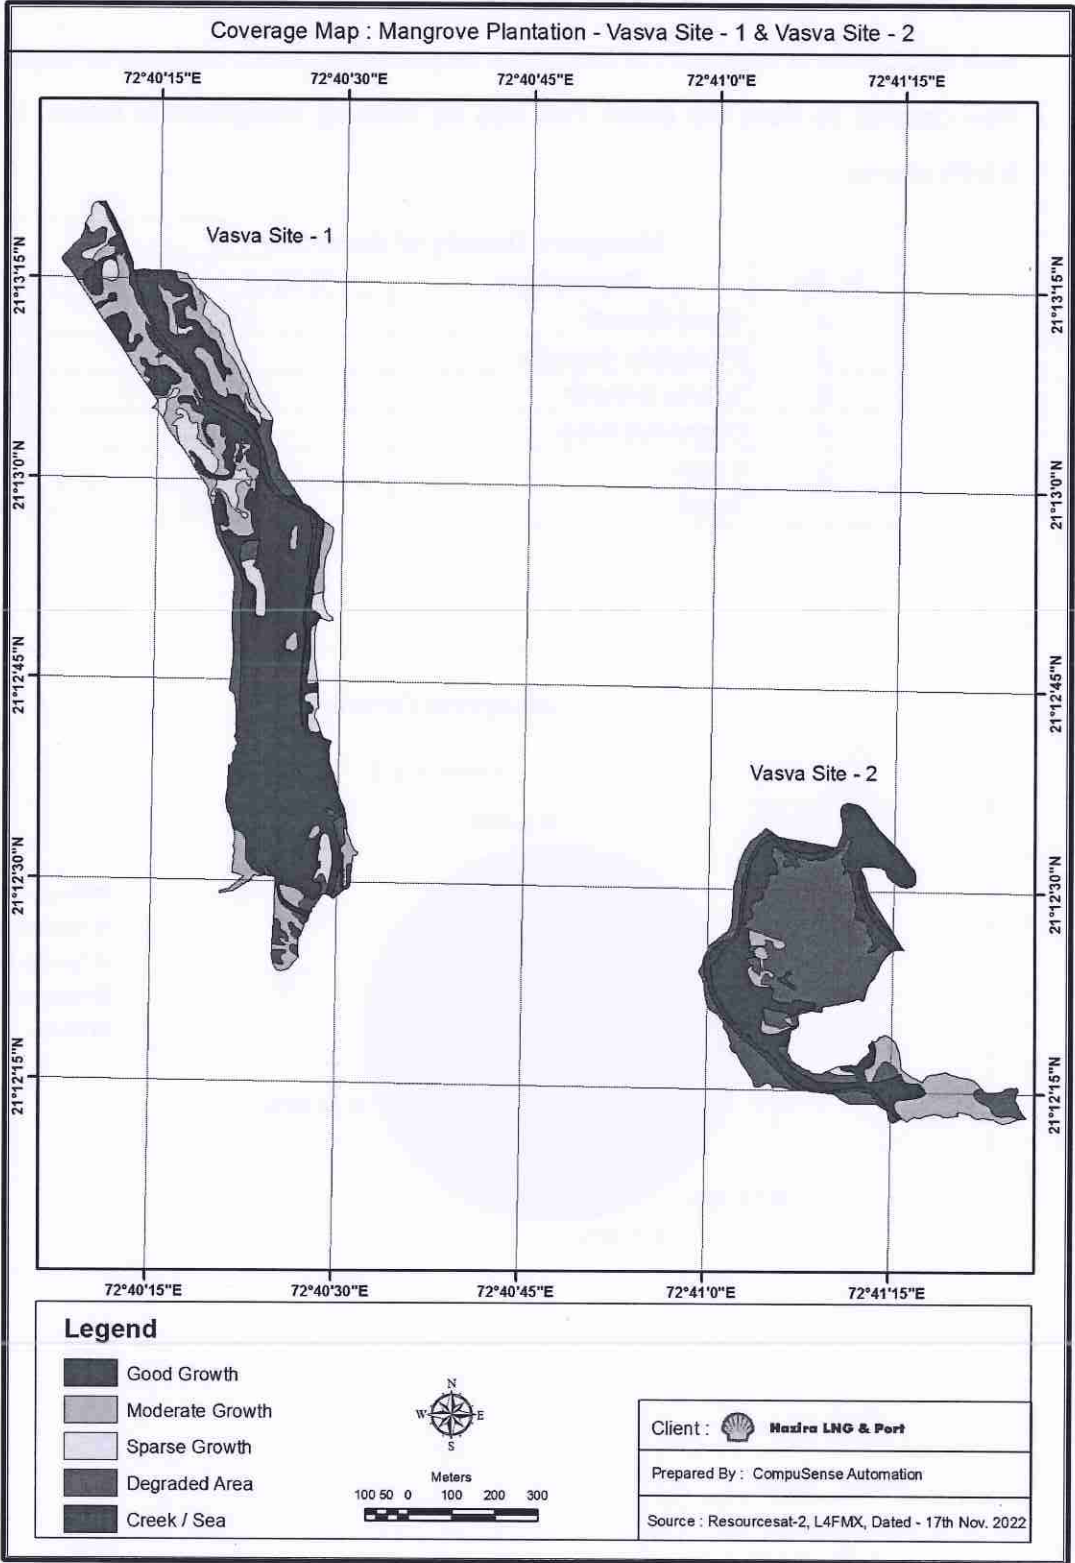 Coverage Map : Mangrove Plantation - Vasva Site - 1 & Vasva Site - 2
72°40'15"E 72°40'30"E 72°40'45"E 72°41'0"E 72°41'15"E
Vasva Site - 1
21°13'15"N 21°13'15"N
21°13'0"N 21°13'0"N
21°12'45"N 21°12'45"N
Vasva Site - 2
21°12'30"N 21°12'30"N
21°12'15"N 21°12'15"N
72°40'15"E 72°40'30"E 72°40'45"E 72°41'0"E 72°41'15"E
Legend
Good Growth
Moderate Growth
Sparse Growth
Degraded Area
Creek / Sea
N
W E
S
Meters
100 50 0 100 200 300
Client : Hazira LNG & Port
Prepared By : CompuSense Automation
Source : Resourcesat-2, L4FMX, Dated - 17th Nov. 2022